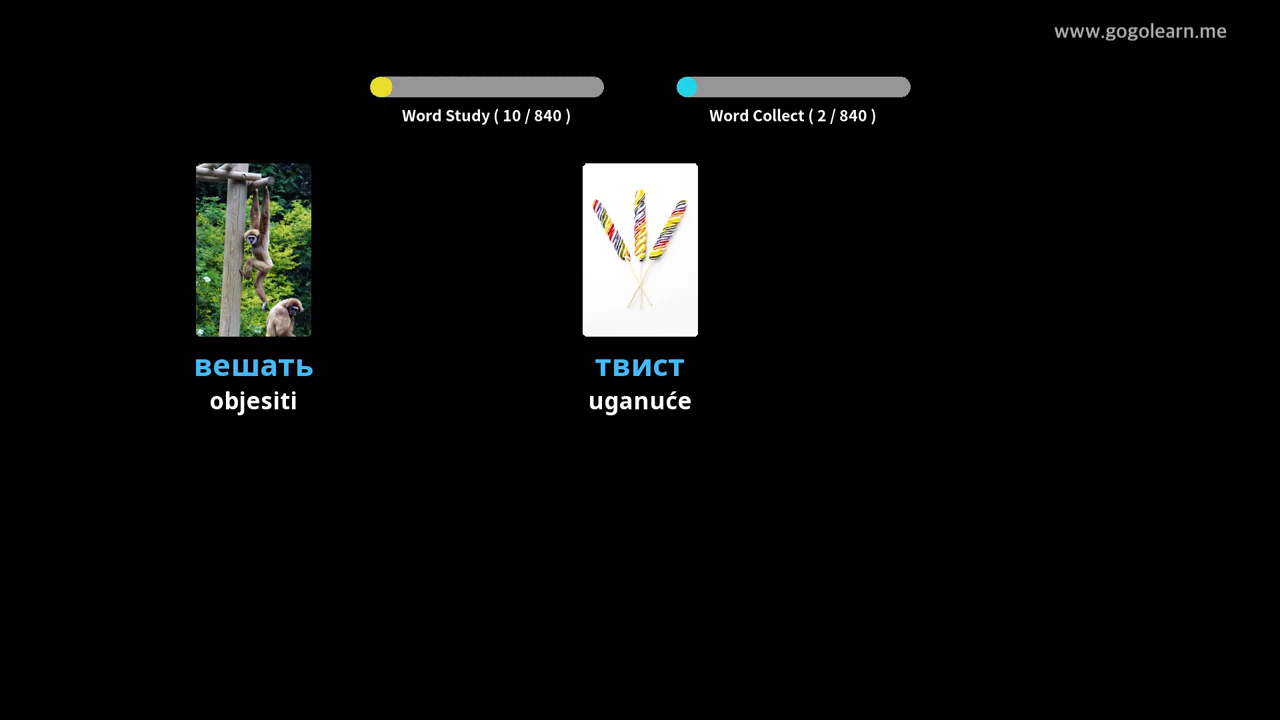 www.gogolearn.me
Word Study ( 10 / 840 )
Word Collect ( 2 / 840 )
вешать
objesiti
твист
uganuće